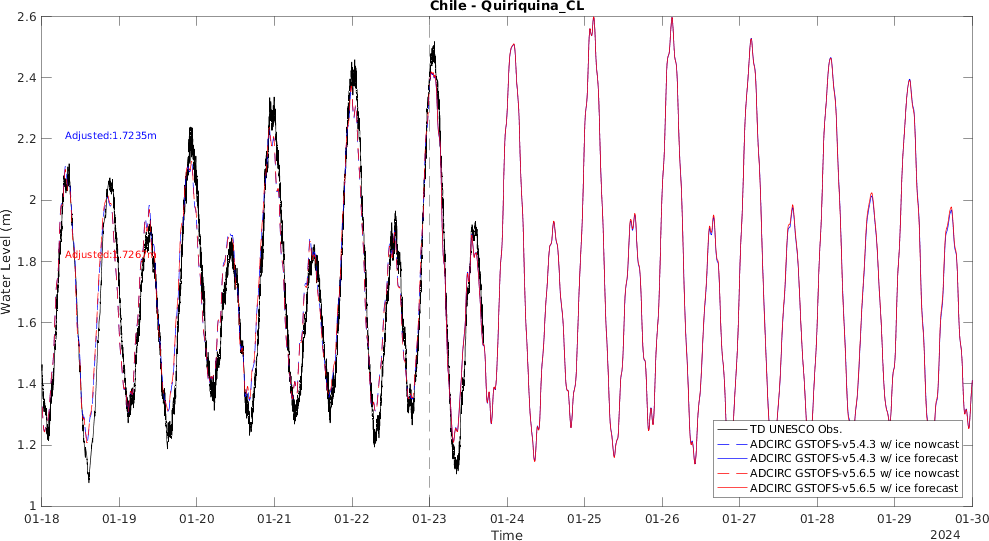 Chile - Quiriquina_CL
2.6
2.4
2.2
2
1.8
1.6
1.4
1.2
1
Water Level (m)
Adjusted:1.7235m
TD UNESCO Obs.
ADCIRC GSTOFS-v5.4.3 w/ ice nowcast
ADCIRC GSTOFS-v5.4.3 w/ ice forecast
ADCIRC GSTOFS-v5.6.5 w/ ice nowcast
ADCIRC GSTOFS-v5.6.5 w/ ice forecast
01-18 01-19 01-20 01-21 01-22 01-23 01-24 01-25 01-26 01-27 01-28 01-29 01-30
Time
2024